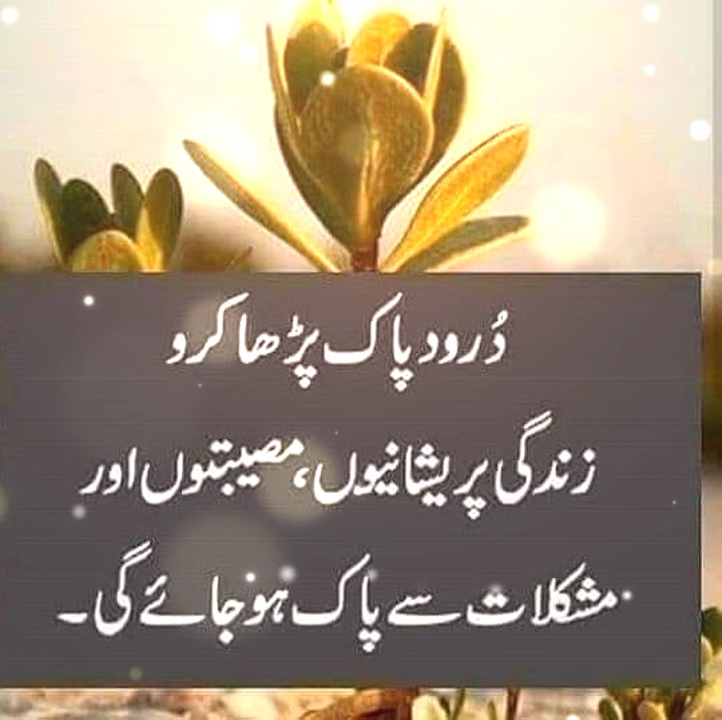 دُرود پاک پڑھا کرو
زندگی پریشانیوں، مصیبتوں اور
مشکلات سے پاک ہو جائے گی۔